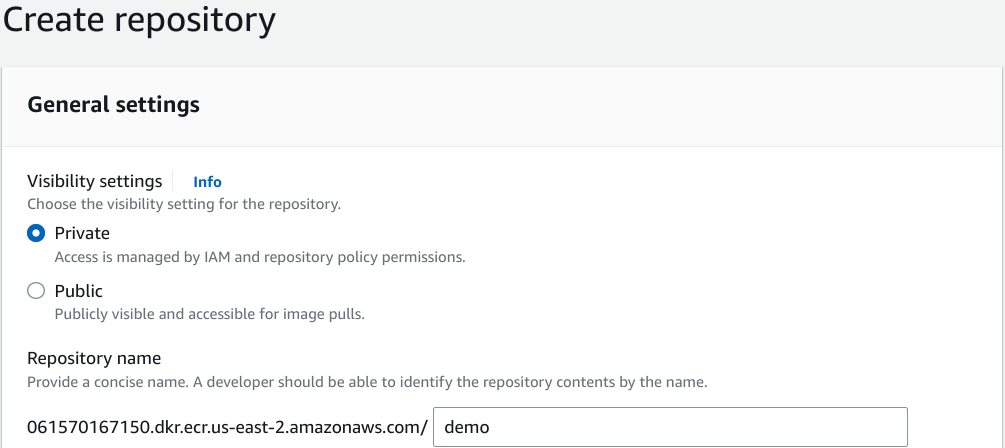 Create repository
General settings
Visibility settings Info
Choose the visibility setting for the repository.
Private
Access is managed by IAM and repository policy permissions.
Public
Publicly visible and accessible for image pulls.
Repository name
Provide a concise name. A developer should be able to identify the repository contents by the name.
061570167150.dkr.ecr.us-east-2.amazonaws.com/ demo